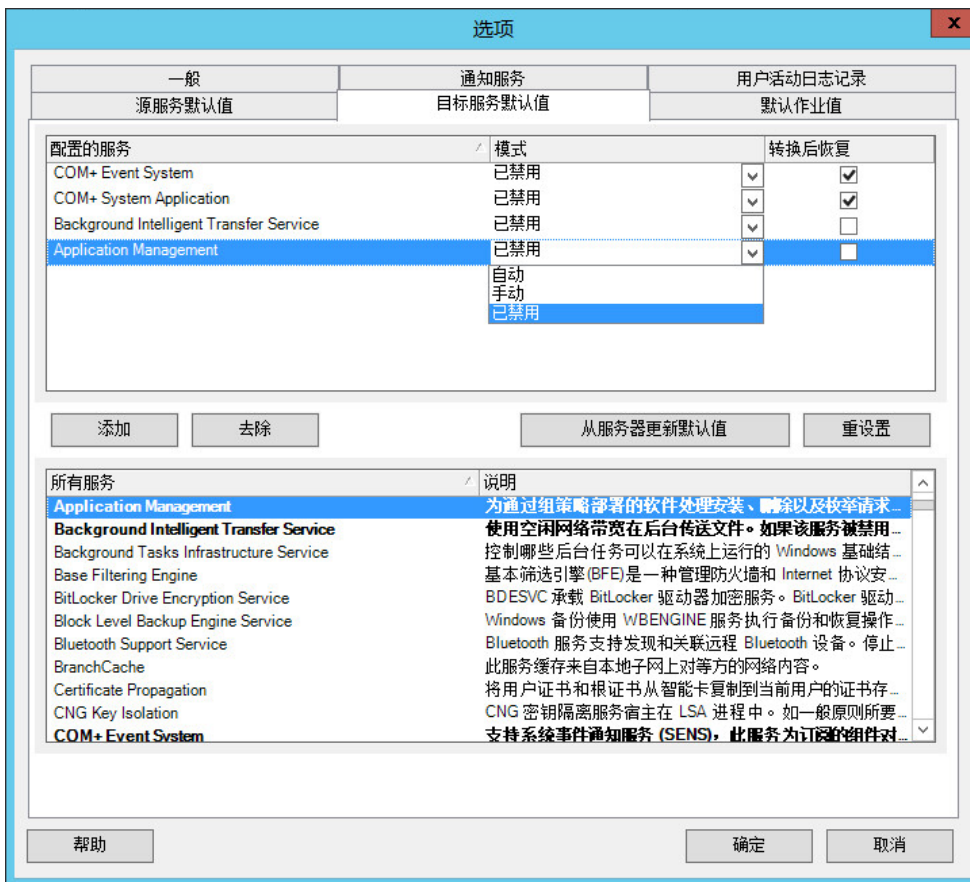 选项
x
一般 通知服务 用户活动日志记录
源服务默认值 目标服务默认值 默认作业值
配置的服务 模式 转换后恢复
COM+ Event System 已禁用
COM+ System Application 已禁用
Background Intelligent Transfer Service 已禁用
Application Management 已禁用
自动
手动
已禁用
添加 去除 从服务器更新默认值 重设置
所有服务 说明
Application Management 为通过组策略部署的软件处理安装、删除以及枚举请求...
Background Intelligent Transfer Service 使用空闲网络带宽在后台传送文件。如果该服务被禁用...
Background Tasks Infrastructure Service 控制哪些后台任务可以在系统上运行的 Windows 基础结...
Base Filtering Engine 基本筛选引擎(BFE)是一种管理防火墙和 Internet 协议安...
BitLocker Drive Encryption Service BDESVC 承载 BitLocker 驱动器加密服务。BitLocker 驱动...
Block Level Backup Engine Service Windows 备份使用 WBENGINE 服务执行备份和恢复操作...
Bluetooth Support Service Bluetooth 服务支持发现和关联远程 Bluetooth 设备。停止...
BranchCache 此服务缓存来自本地子网上对等方的网络内容。
Certificate Propagation 将用户证书和根证书从智能卡复制到当前用户的证书存...
CNG Key Isolation CNG 密钥隔离服务宿主在 LSA 进程中。如一般原则所要...
COM+ Event System 支持系统事件通知服务 (SENS)，此服务为订阅的组件对...
帮助 确定 取消